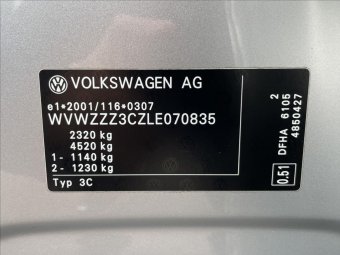 VOLKSWAGEN AG
e1*2001/116*0307
WVWZZZ3CZLE070835
2320 kg
4520 kg
1- 1140 kg
2- 1230 kg
Typ 3C
2
DFHA 6105
4850427
0.51